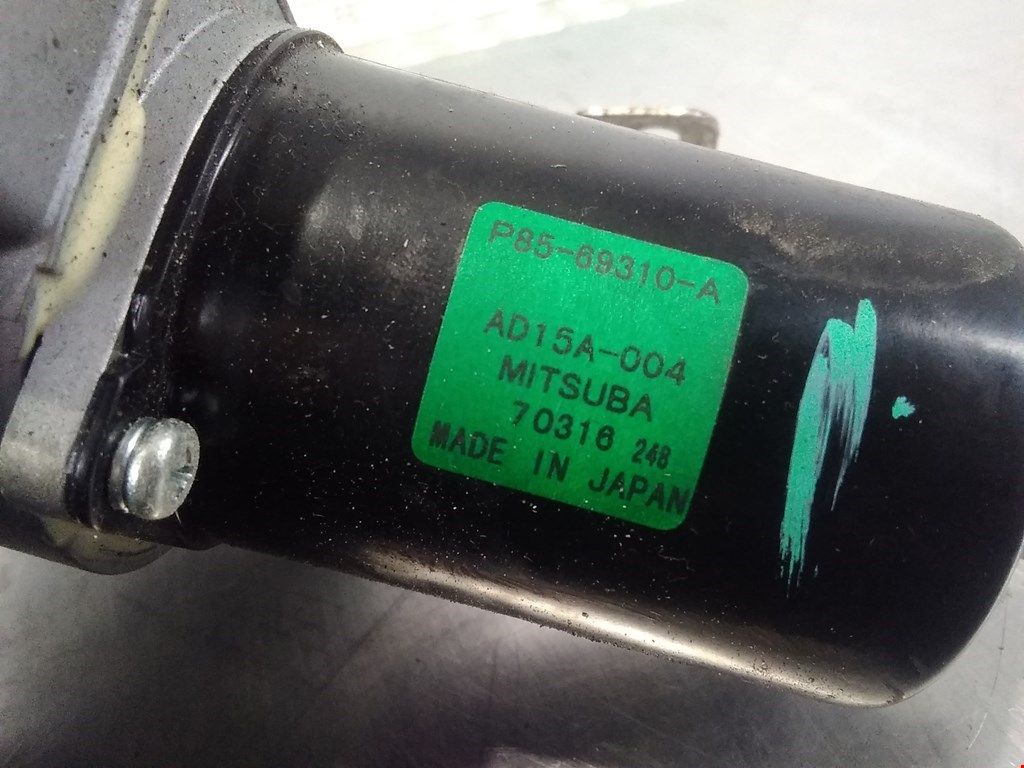 P85-69310-A
AD15A-004
MITSUBA
70316 248
MADE IN JAPAN